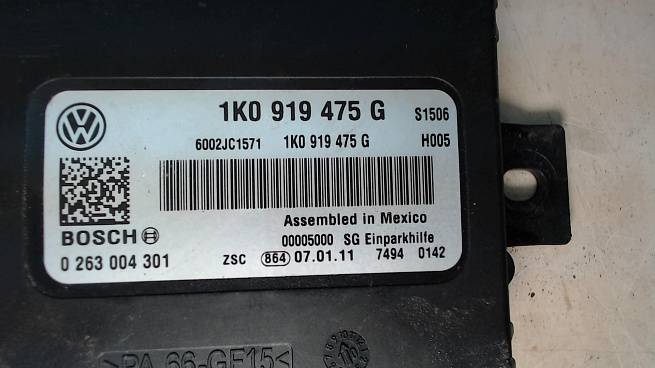 1K0 919 475 G S1506
6002JC1571 1K0 919 475 G H005
Assembled in Mexico
BOSCH 00005000 SG Einparkhilfe
0 263 004 301 ZSC 864 07.01.11 7494 0142
>PA 66-GF15<